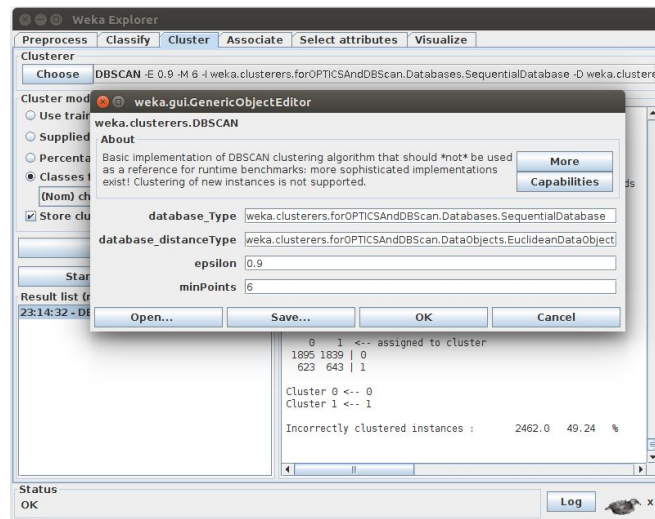 Weka Explorer
Preprocess Classify Cluster Associate Select attributes Visualize
Clusterer
Choose DBSCAN -E 0.9 -M 6 -I weka.clusterers.forOPTICSAndDBScan.Databases.SequentialDatabase -D weka.clustere
Cluster mod
Use train
Supplied
Percenta
Classes t
(Nom) ch
Store clu
Star
Result list (r
23:14:32 - DE
weka.gui.GenericObjectEditor
weka.clusterers.DBSCAN
About
Basic implementation of DBSCAN clustering algorithm that should *not* be used
as a reference for runtime benchmarks: more sophisticated implementations
exist! Clustering of new instances is not supported.
More
Capabilities
ds
database_Type weka.clusterers.forOPTICSAndDBScan.Databases.SequentialDatabase
database_distanceType weka.clusterers.forOPTICSAndDBScan.DataObjects.EuclideanDataObject
epsilon 0.9
minPoints 6
Open... Save... OK Cancel
0 1 <-- assigned to cluster
1895 1839 | 0
623 643 | 1
Cluster 0 <-- 0
Cluster 1 <-- 1
Incorrectly clustered instances : 2462.0 49.24 %
Status
OK
Log
x